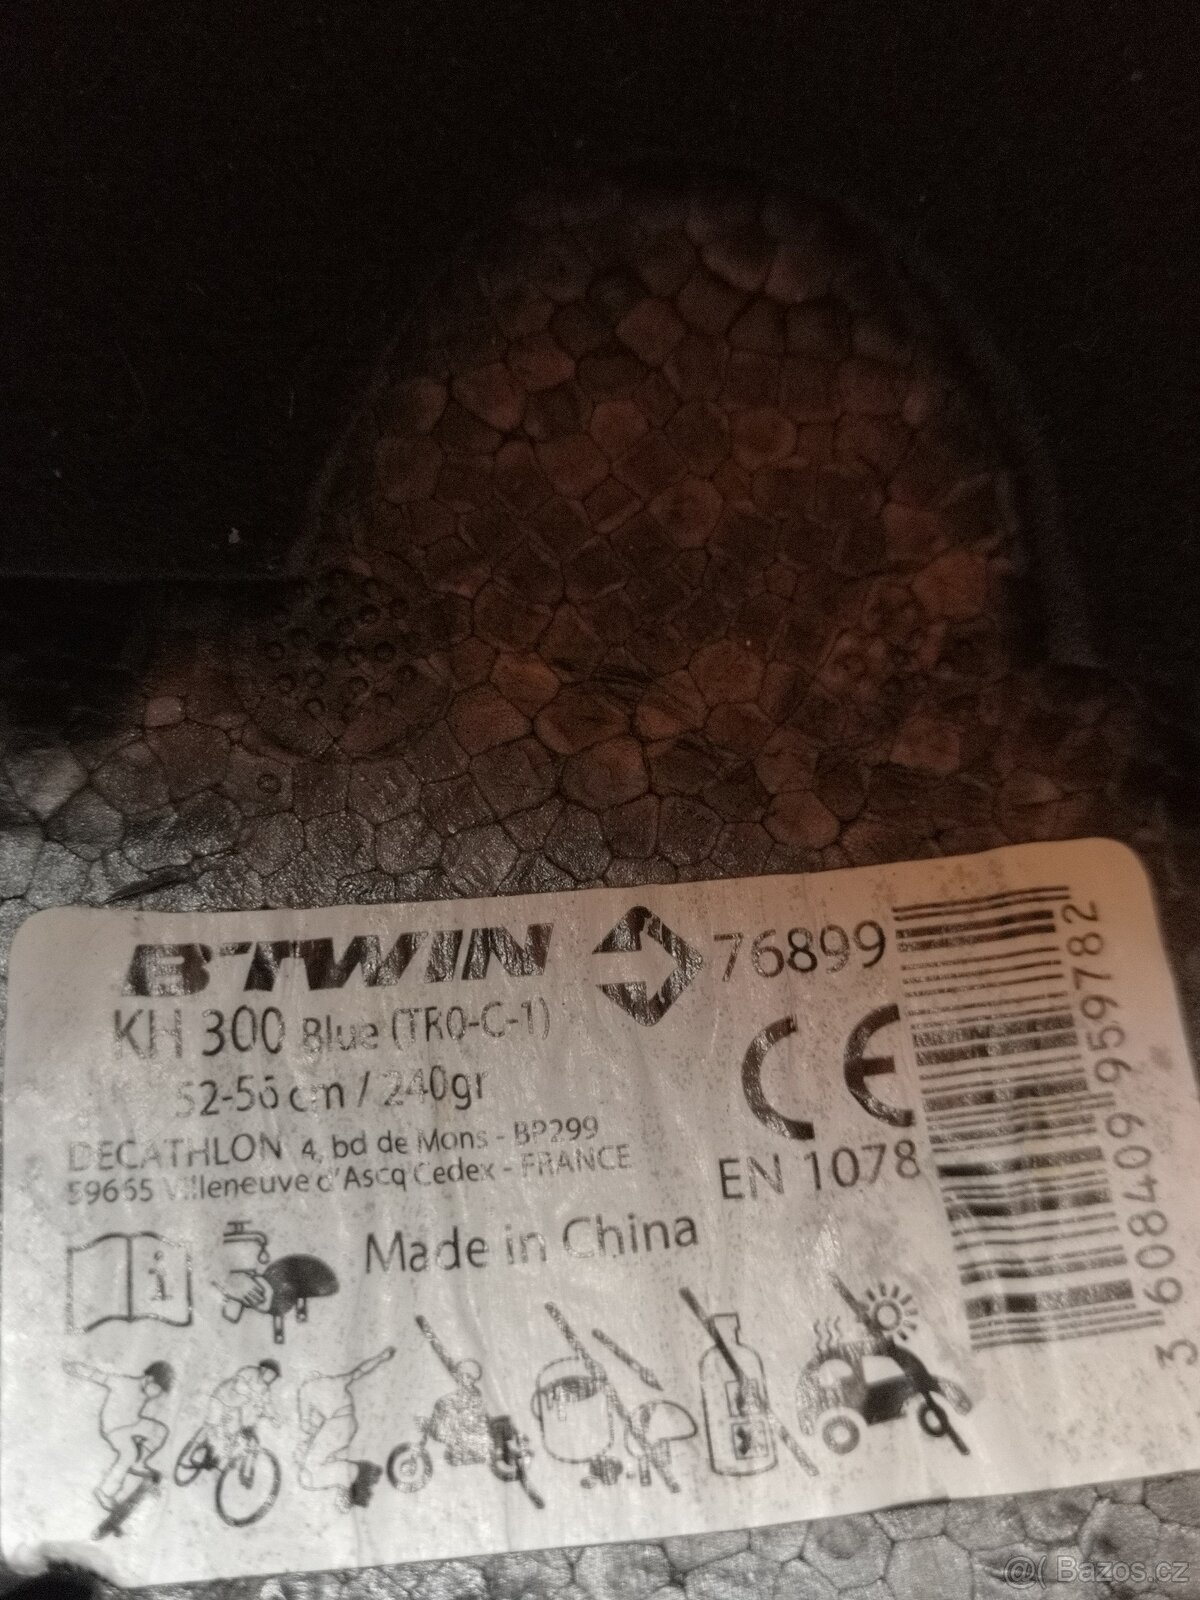 B'TWIN 76899
KH 300 Blue (TR0-C-1)
52-56 cm / 240gr
CE
DECATHLON 4, bd de Mons - BP299
59665 Villeneuve d'Ascq Cedex - FRANCE
EN 1078
Made in China
i
3 608409 959782
@( Bazos.cz